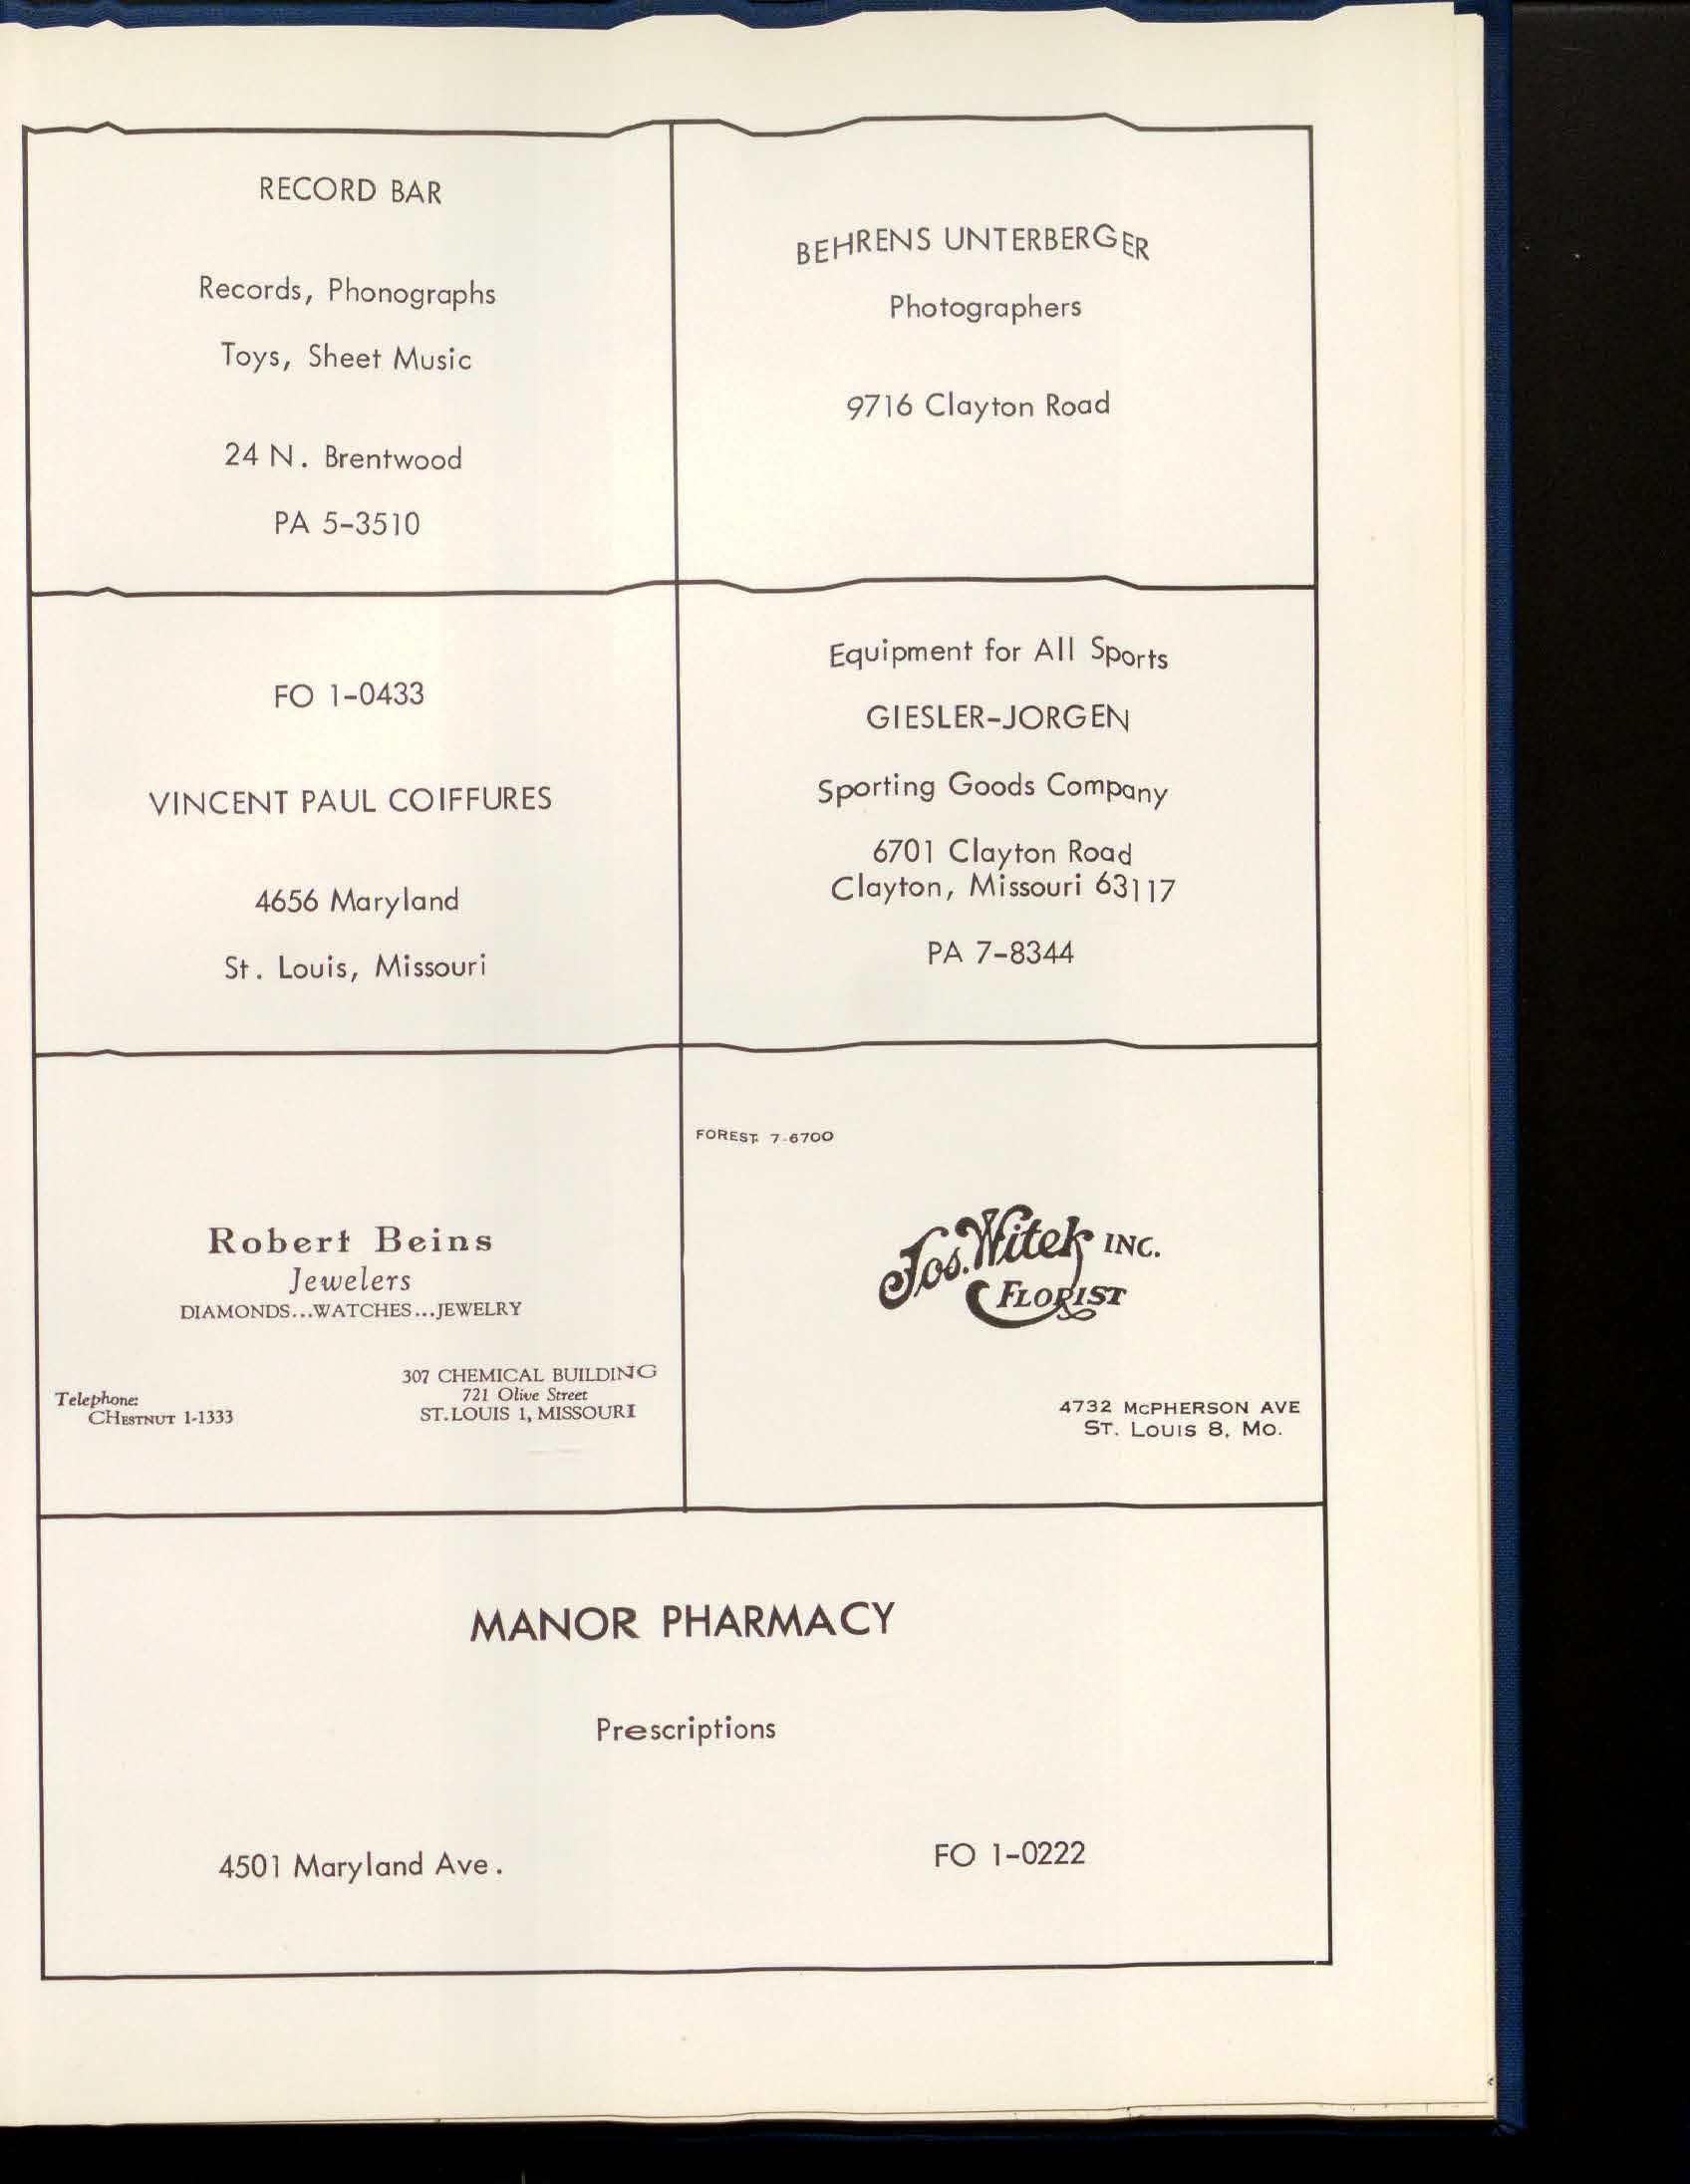 RECORD BAR
Records, Phonographs
Toys, Sheet Music
24 N. Brentwood
PA 5-3510
BEHRENS UNTERBERGER
Photographers
9716 Clayton Road
FO 1-0433
VINCENT PAUL COIFFURES
4656 Maryland
St. Louis, Missouri
Equipment for All Sports
GIESLER-JORGEN
Sporting Goods Company
6701 Clayton Road
Clayton, Missouri 63117
PA 7-8344
Robert Beins
Jewelers
DIAMONDS...WATCHES...JEWELRY
Telephone:
CHESTNUT 1-1333
307 CHEMICAL BUILDING
721 Olive Street
ST. LOUIS 1, MISSOURI
FOREST 7-6700
Jos. Witek INC.
FLORIST
4732 McPHERSON AVE
ST. LOUIS 8, MO.
MANOR PHARMACY
Prescriptions
4501 Maryland Ave.
FO 1-0222